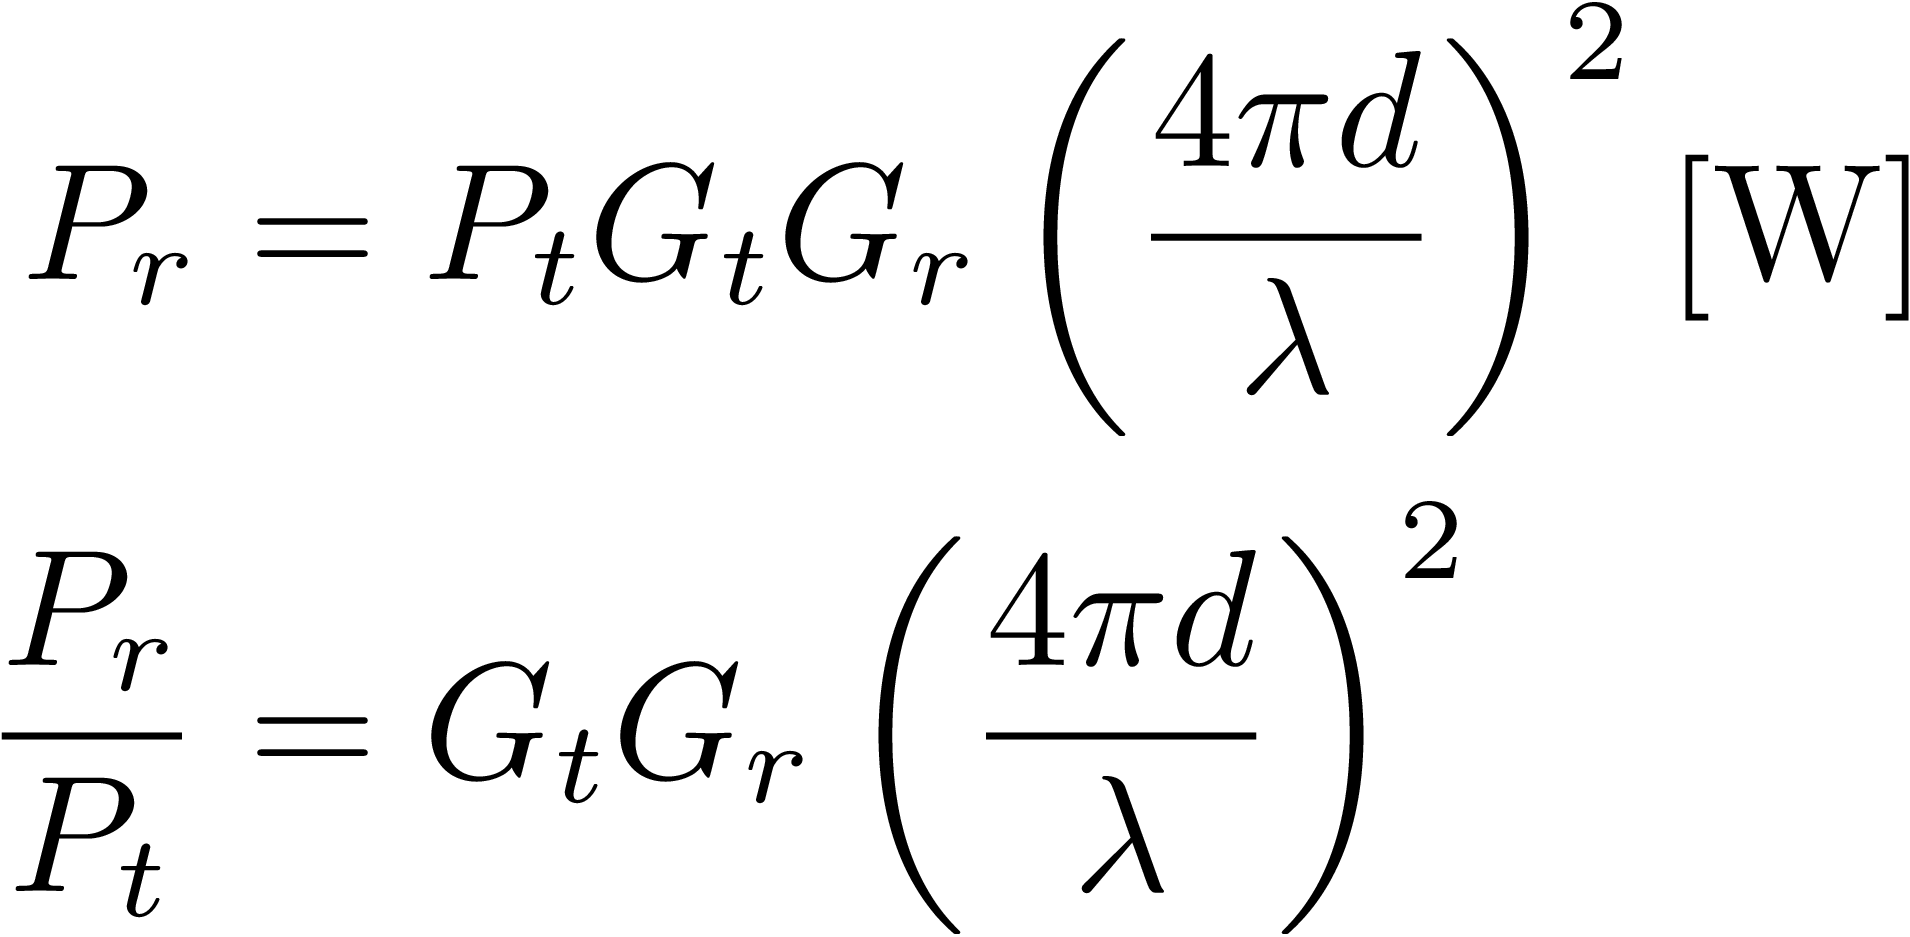 $P_r = P_t G_t G_r \left( \frac{4\pi d}{\lambda} \right)^2 \text{ [W]}$
$\frac{P_r}{P_t} = G_t G_r \left( \frac{4\pi d}{\lambda} \right)^2$